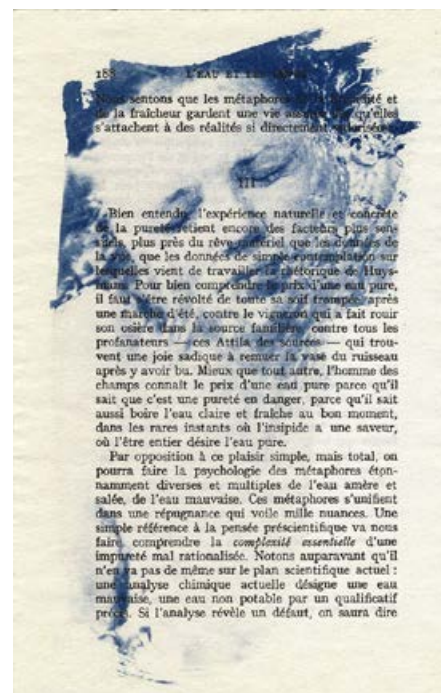 188 L'EAU ET LES
sentons que les métaphores et
de la fraîcheur gardent une vie qu'elles
s'attachent à des réalités si directement
III
Bien entendu, l'expérience naturelle et concrète
de la pureté retient encore des facteurs plus sen-
suels, plus près du rêve matériel que les données de
la vue, que les données de simple contemplation sur
lesquelles vient de travailler la rhétorique de Huys-
mans. Pour bien comprendre le prix d'une eau pure,
il faut s'être révolté de toute sa soif trompée après
une marche d'été, contre le vigneron qui a fait rouir
son osière dans la source familière, contre tous les
profanateurs — ces Attila des sources — qui trou-
vent une joie sadique à remuer la vase du ruisseau
après y avoir bu. Mieux que tout autre, l'homme des
champs connaît le prix d'une eau pure parce qu'il
sait que c'est une pureté en danger, parce qu'il sait
aussi boire l'eau claire et fraîche au bon moment,
dans les rares instants où l'insipide a une saveur,
où l'être entier désire l'eau pure.
Par opposition à ce plaisir simple, mais total, on
pourra faire la psychologie des métaphores éton-
namment diverses et multiples de l'eau amère et
salée, de l'eau mauvaise. Ces métaphores s'unifient
dans une répugnance qui voile mille nuances. Une
simple référence à la pensée préscientifique va nous
faire comprendre la complexité essentielle d'une
impureté mal rationalisée. Notons auparavant qu'il
n'en va pas de même sur le plan scientifique actuel :
une analyse chimique actuelle désigne une eau
mauvaise, une eau non potable par un qualificatif
précis. Si l'analyse révèle un défaut, on saura dire